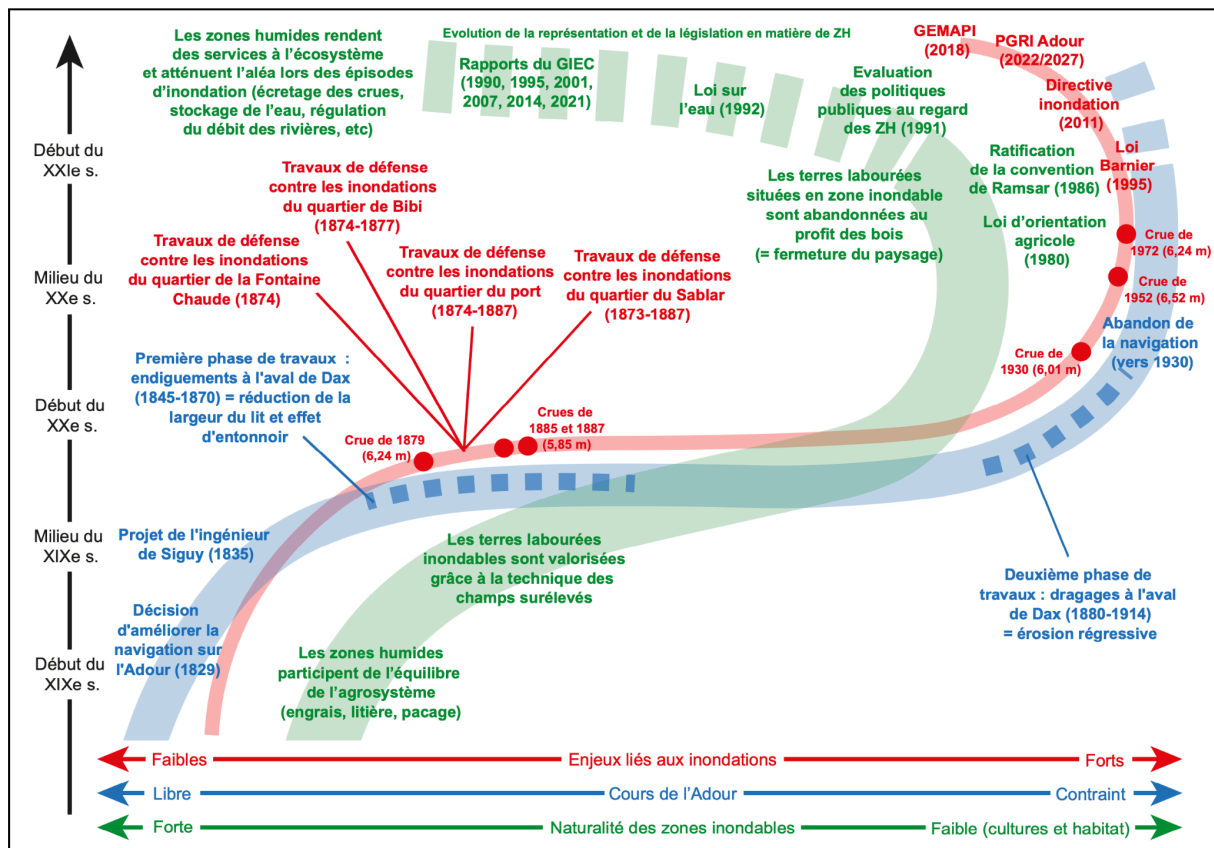 Les zones humides rendent
des services à l'écosystème
et atténuent l'aléa lors des épisodes
d'inondation (écretage des crues,
stockage de l'eau, régulation
du débit des rivières, etc)
Evolution de la représentation et de la législation en matière de ZH
Rapports du GIEC
(1990, 1995, 2001,
2007, 2014, 2021)
Loi sur
l'eau (1992)
Evaluation
des politiques
publiques au regard
des ZH (1991)
GEMAPI
(2018)
PGRI Adour
(2022/2027)
Directive
inondation
(2011)
Loi
Barnier
(1995)
Ratification
de la convention
de Ramsar (1986)
Loi d'orientation
agricole
(1980)
Les terres labourées
situées en zone inondable
sont abandonnées au
profit des bois
(= fermeture du paysage)
Début du
XXIe s.
Milieu du
XXe s.
Début du
XXe s.
Milieu du
XIXe s.
Début du
XIXe s.
Travaux de défense
contre les inondations
du quartier de Bibi
(1874-1877)
Travaux de défense
contre les inondations
du quartier de la Fontaine
Chaude (1874)
Travaux de défense
contre les inondations
du quartier du port
(1874-1887)
Travaux de défense
contre les inondations
du quartier du Sablar
(1873-1887)
Crue de
1972 (6,24 m)
Crue de
1952 (6,52 m)
Crue de
1930 (6,01 m)
Abandon de
la navigation
(vers 1930)
Première phase de travaux :
endiguements à l'aval de Dax
(1845-1870) = réduction de la
largeur du lit et effet
d'entonnoir
Crue de 1879
(6,24 m)
Crues de
1885 et 1887
(5,85 m)
Projet de l'ingénieur
de Siguy (1835)
Les terres labourées
inondables sont valorisées
grâce à la technique des
champs surélevés
Deuxième phase de
travaux : dragages à l'aval
de Dax (1880-1914)
= érosion régressive
Décision
d'améliorer la
navigation sur
l'Adour (1829)
Les zones humides
participent de l'équilibre
de l'agrosystème
(engrais, litière, pacage)
Faibles Enjeux liés aux inondations Forts
Libre Cours de l'Adour Contraint
Forte Naturalité des zones inondables Faible (cultures et habitat)